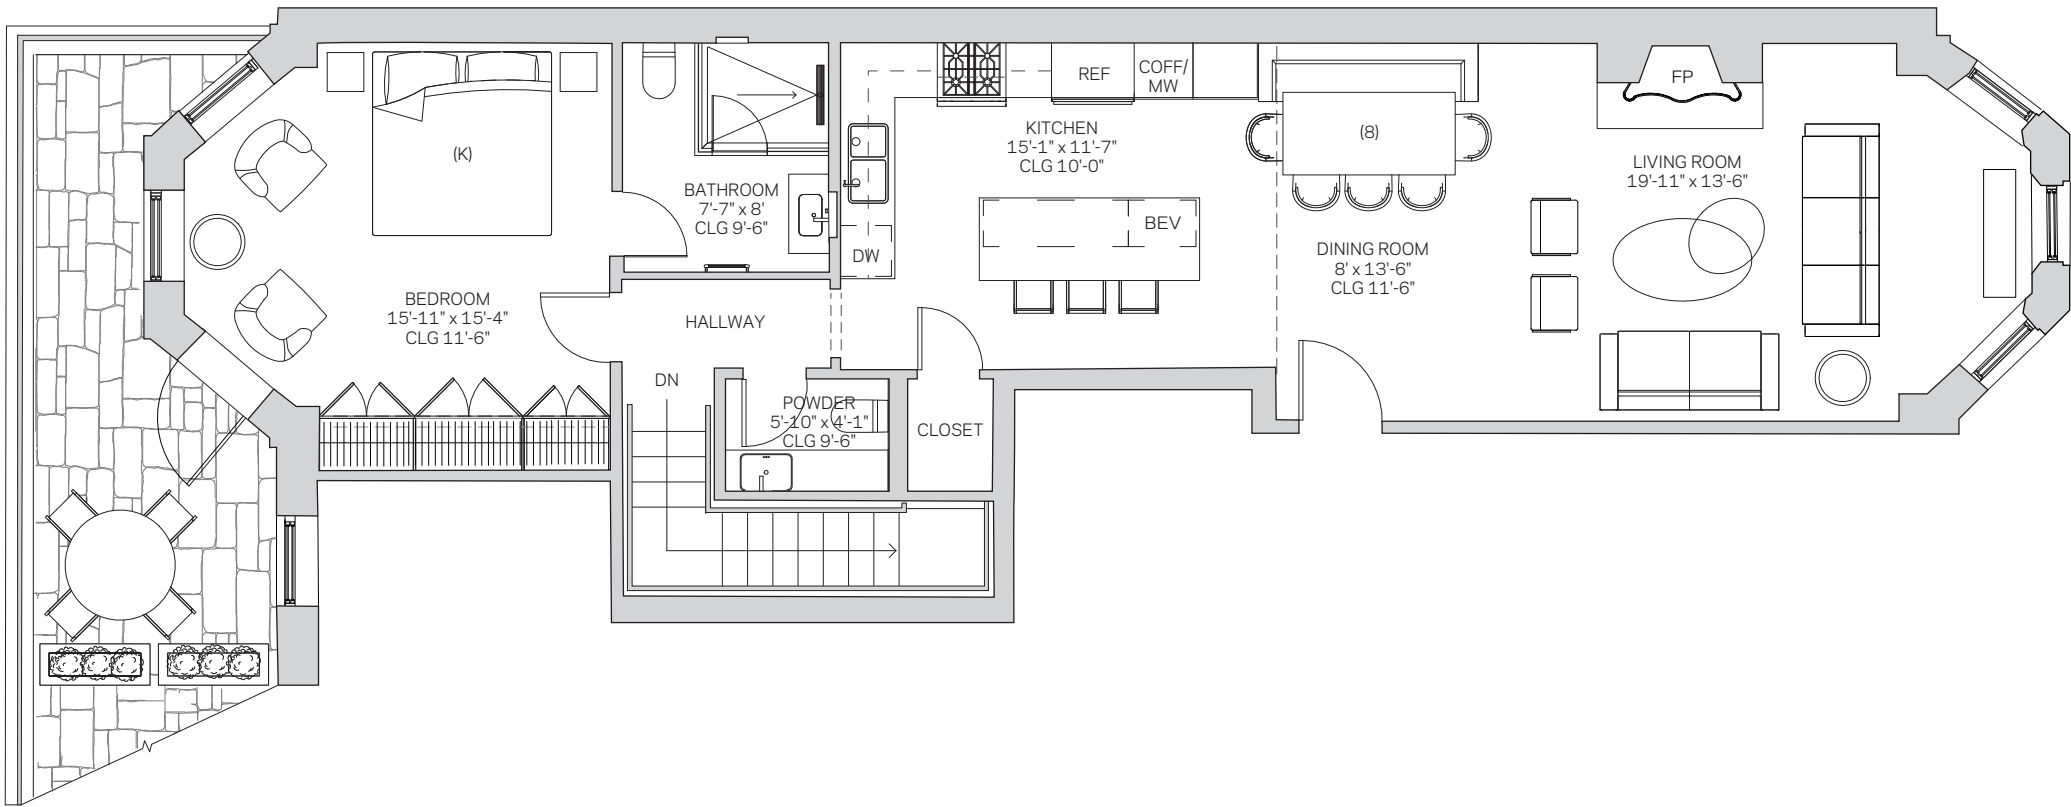 (K)
BEDROOM
15'-11" x 15'-4"
CLG 11'-6"
BATHROOM
7'-7" x 8'
CLG 9'-6"
HALLWAY
DN
POWDER
5'-10" x 4'-1"
CLG 9'-6"
CLOSET
REF
COFF/
MW
KITCHEN
15'-1" x 11'-7"
CLG 10'-0"
DW
BEV
(8)
DINING ROOM
8' x 13'-6"
CLG 11'-6"
FP
LIVING ROOM
19'-11" x 13'-6"